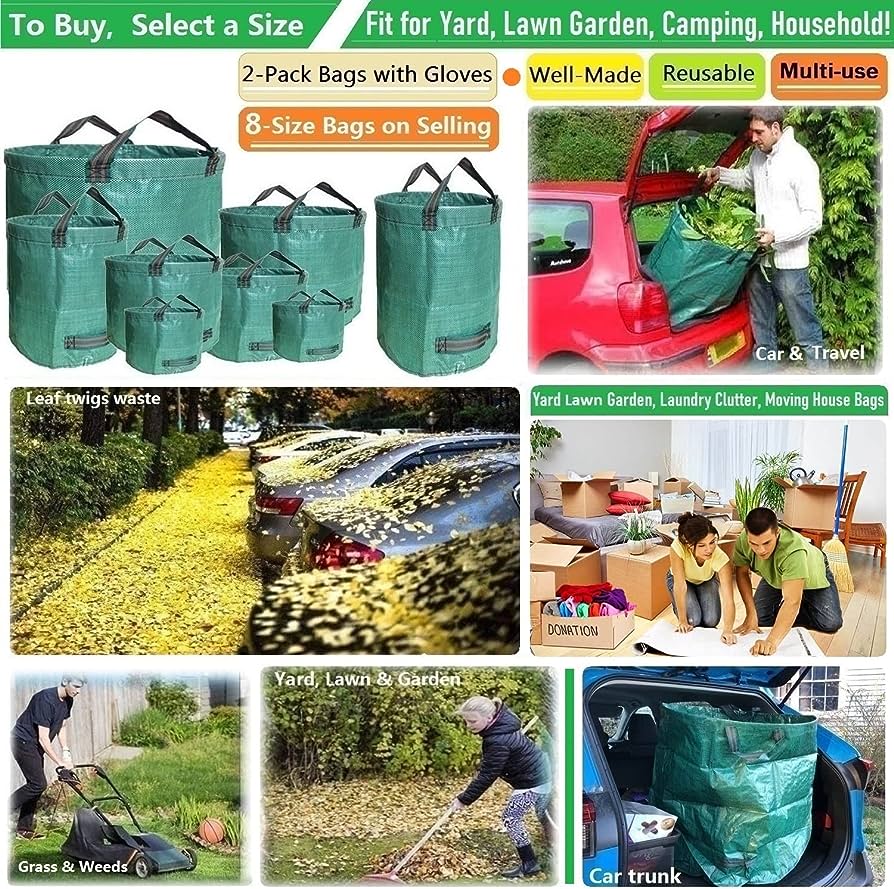 To Buy, Select a Size
Fit for Yard, Lawn Garden, Camping, Household!
2-Pack Bags with Gloves
Well-Made
Reusable
Multi-use
8-Size Bags on Selling
Car & Travel
Leaf twigs waste
Yard Lawn Garden, Laundry Clutter, Moving House Bags
DONATION
Yard, Lawn & Garden
Grass & Weeds
Car trunk